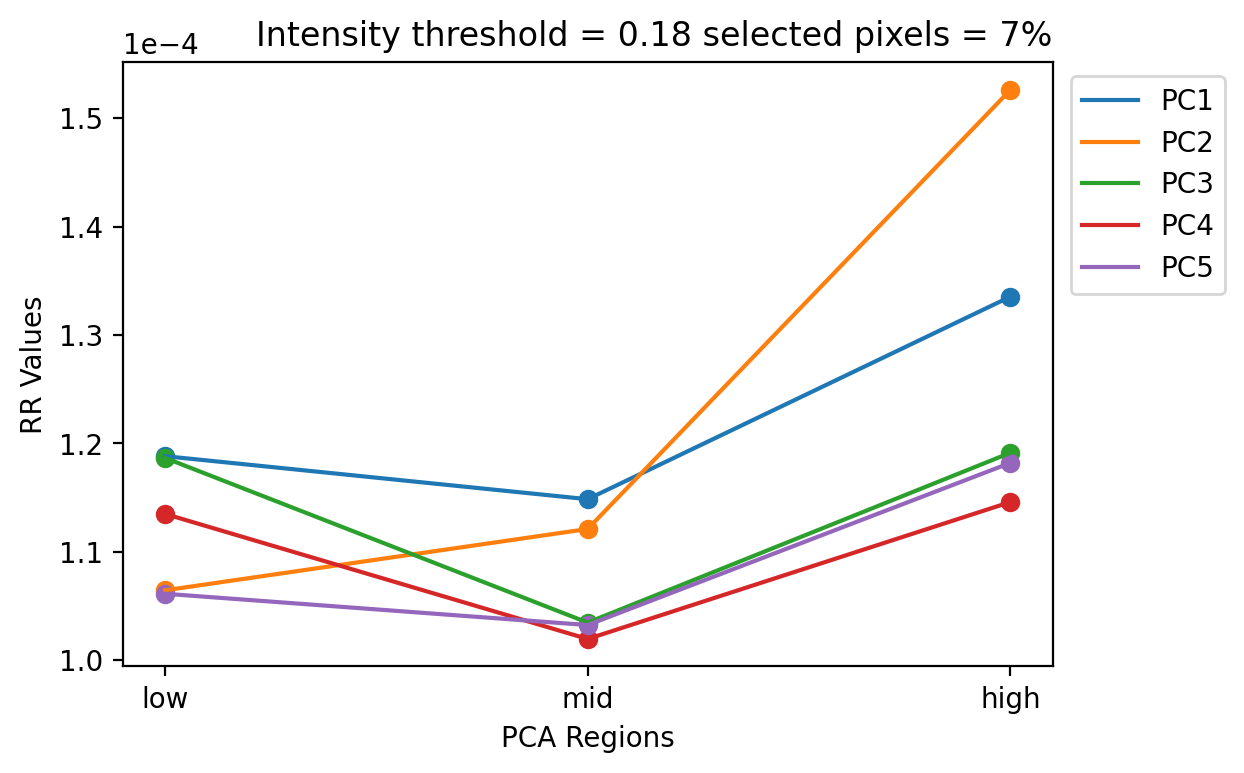 Intensity threshold = 0.18 selected pixels = 7%
1e−4
1.5
1.4
1.3
1.2
1.1
1.0
RR Values
low mid high
PCA Regions
PC1
PC2
PC3
PC4
PC5